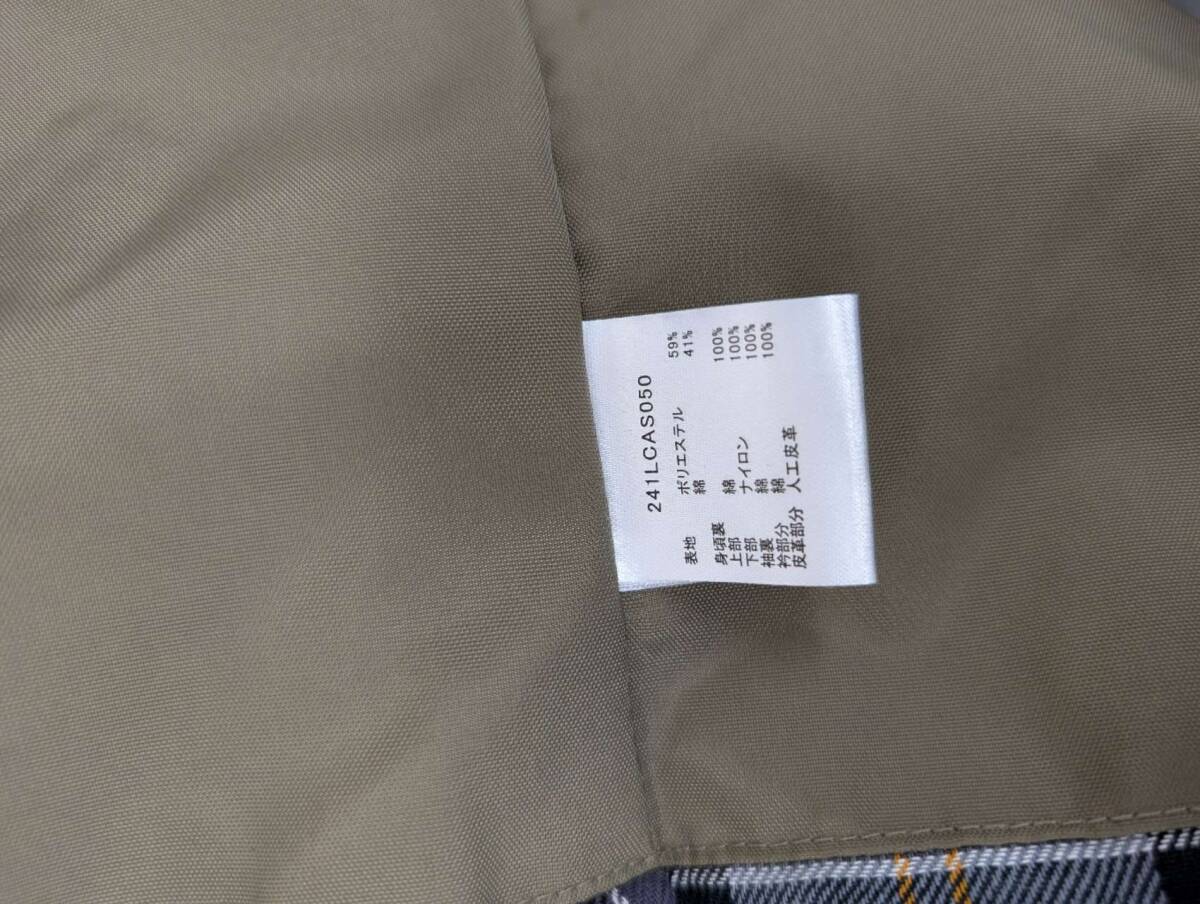 241LCAS050
表地 ポリエステル 59%
綿 41%
身頃裏
上部 綿 100%
下部 ナイロン 100%
袖裏 綿 100%
衿部分 綿 100%
皮革部分 人工皮革